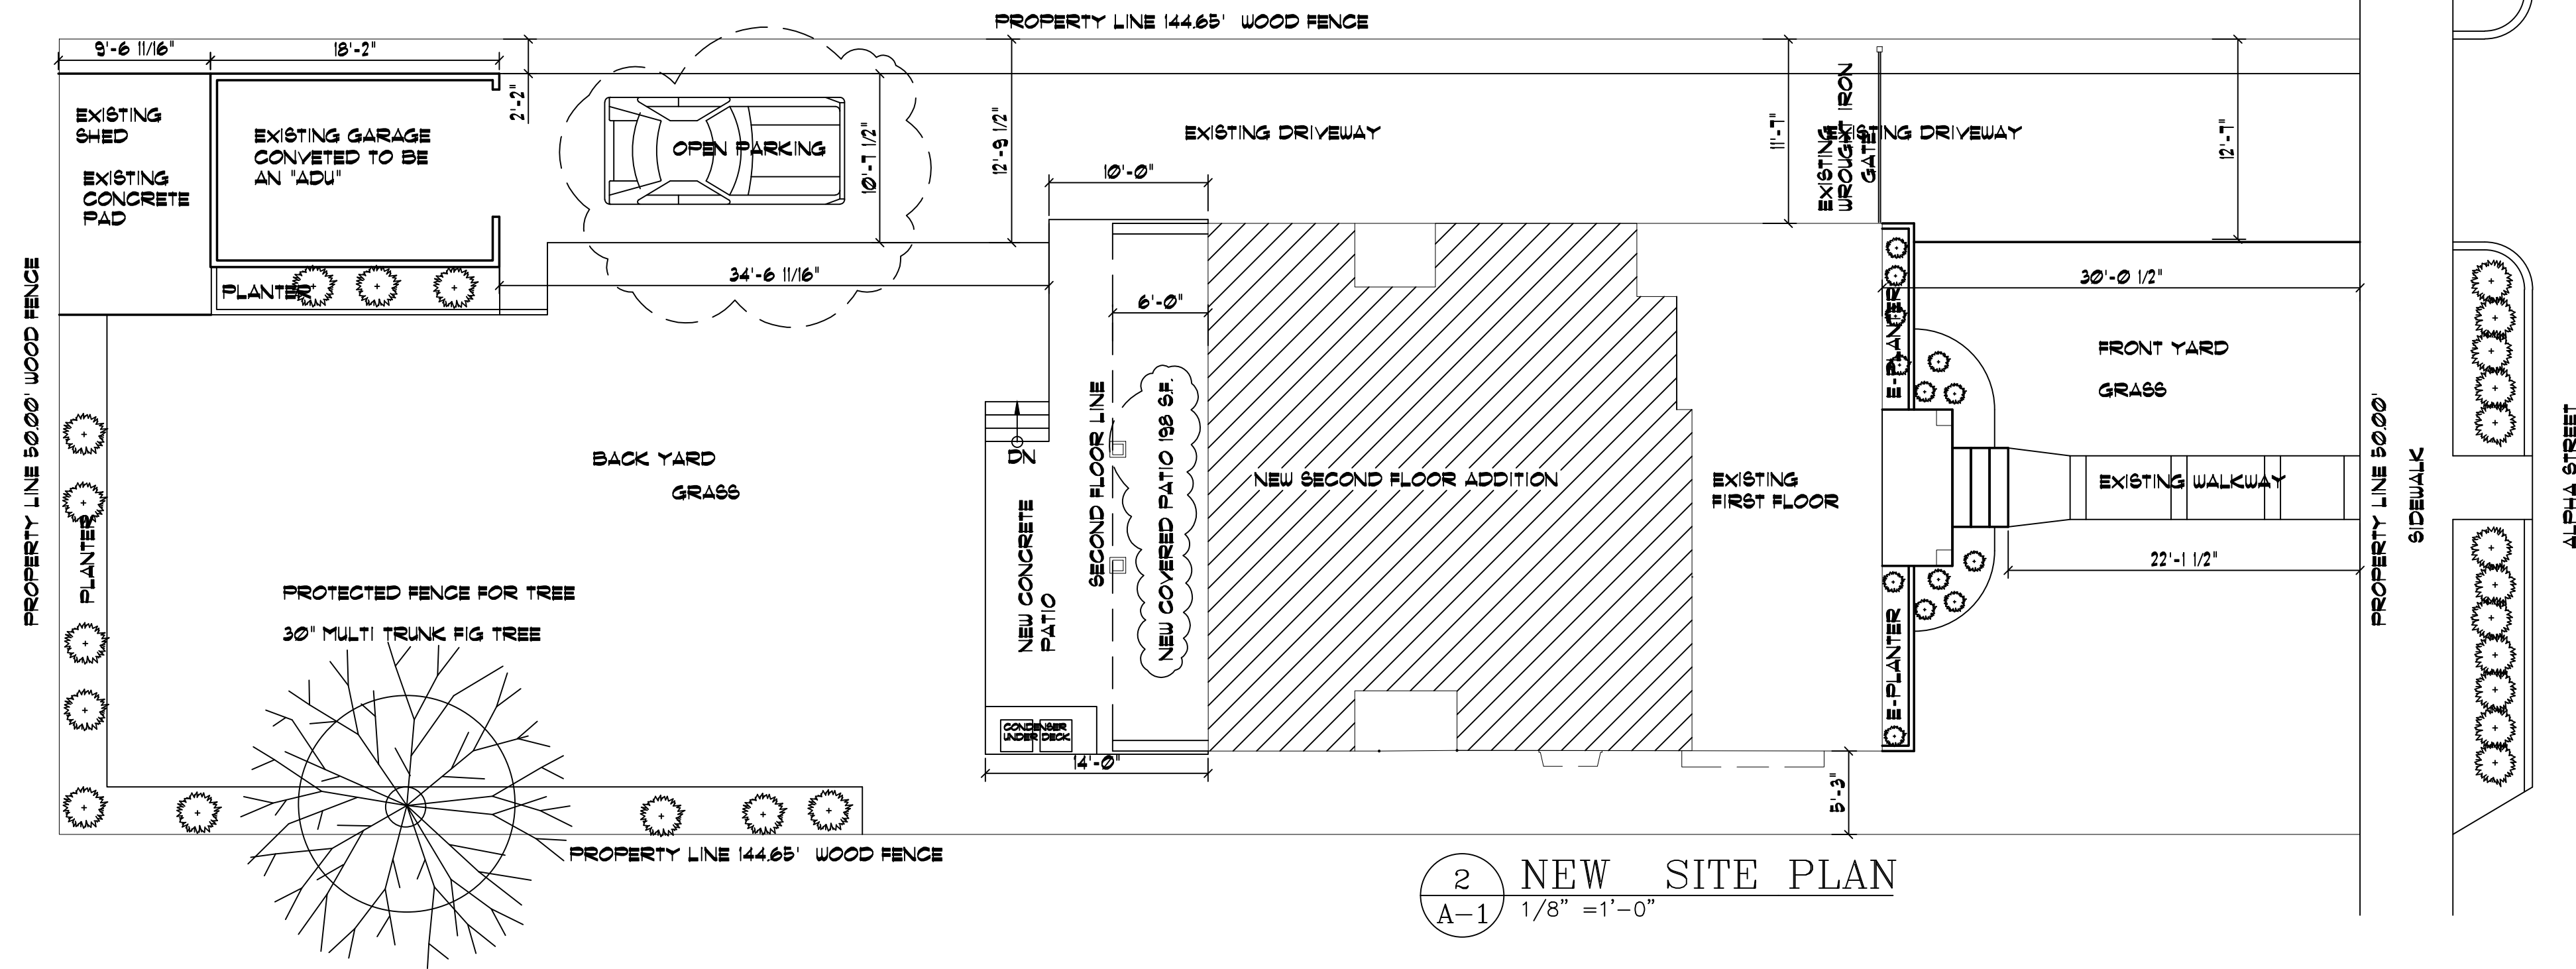 PROPERTY LINE 144.65'  WOOD FENCE
9'-6 11/16"
18'-2"
2'-2"
EXISTING
SHED
EXISTING
CONCRETE
PAD
EXISTING GARAGE
CONVETED TO BE
AN "ADU"
OPEN PARKING
10'-7 1/2"
12'-9 1/2"
EXISTING DRIVEWAY
10'-0"
11'-7"
EXISTING
WROUGHT IRON
GATE
EXISTING DRIVEWAY
12'-7"
PLANTER
34'-6 11/16"
6'-0"
30'-0 1/2"
PROPERTY LINE 50.00' WOOD FENCE
PLANTER
BACK YARD
GRASS
DN
NEW CONCRETE
PATIO
SECOND FLOOR LINE
NEW COVERED PATIO 198 S.F.
NEW SECOND FLOOR ADDITION
EXISTING
FIRST FLOOR
E-PLANTER
E-PLANTER
FRONT YARD
GRASS
EXISTING WALKWAY
22'-1 1/2"
PROPERTY LINE 50.00'
SIDEWALK
ALPHA STREET
PROTECTED FENCE FOR TREE
30" MULTI TRUNK FIG TREE
CONDENSER
UNDER DECK
14'-0"
5'-3"
PROPERTY LINE 144.65'  WOOD FENCE
2
A-1
NEW SITE PLAN
1/8" =1'-0"